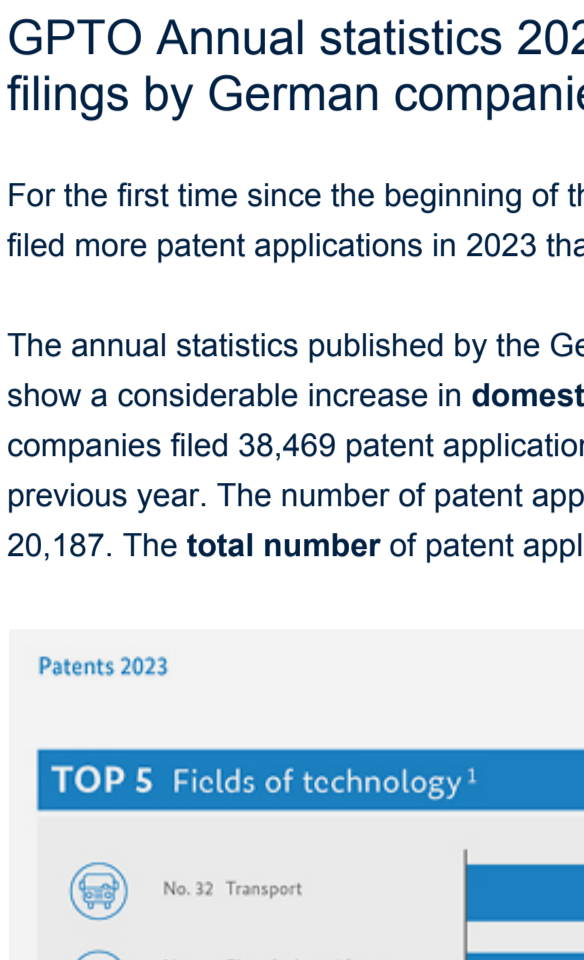 GPTO Annual statistics 202
filings by German companie
For the first time since the beginning of th
filed more patent applications in 2023 tha
The annual statistics published by the Ge
show a considerable increase in domest
companies filed 38,469 patent application
previous year. The number of patent app
20,187. The total number of patent appl
Patents 2023
TOP 5 Fields of technology 1
No. 32 Transport